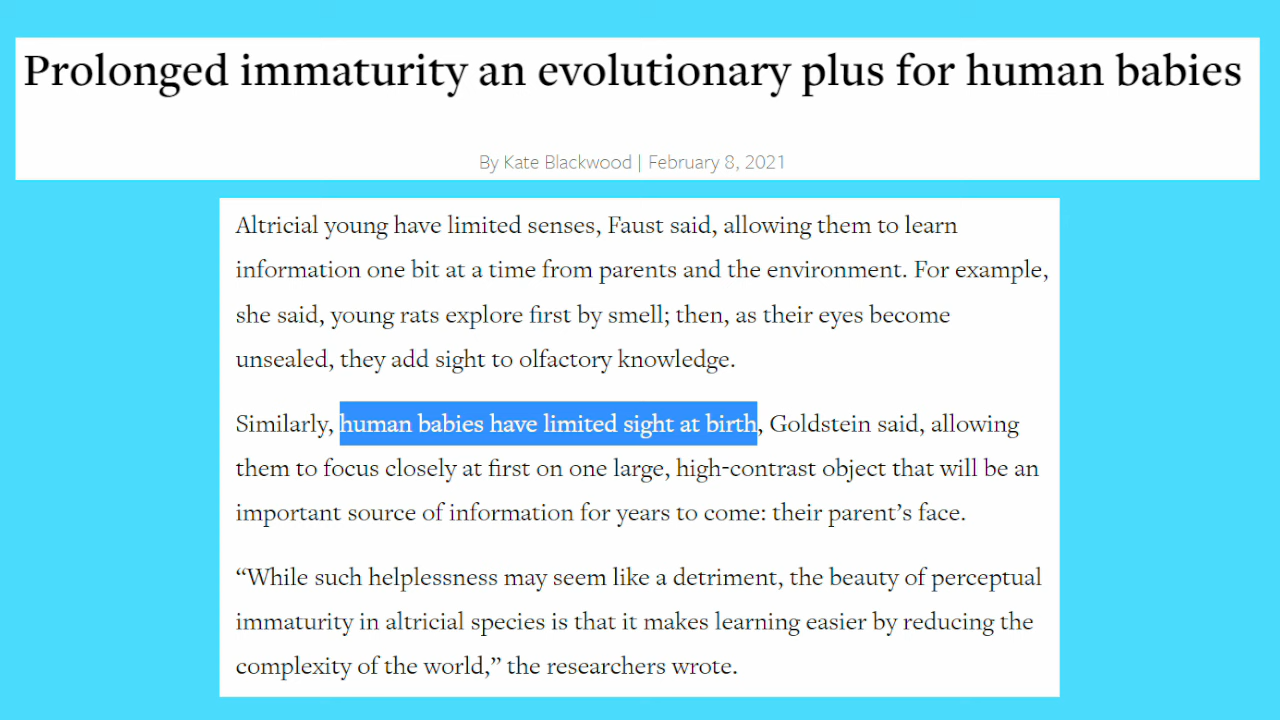 Prolonged immaturity an evolutionary plus for human babies
By Kate Blackwood | February 8, 2021
Altricial young have limited senses, Faust said, allowing them to learn
information one bit at a time from parents and the environment. For example,
she said, young rats explore first by smell; then, as their eyes become
unsealed, they add sight to olfactory knowledge.
Similarly, human babies have limited sight at birth, Goldstein said, allowing
them to focus closely at first on one large, high-contrast object that will be an
important source of information for years to come: their parent’s face.
“While such helplessness may seem like a detriment, the beauty of perceptual
immaturity in altricial species is that it makes learning easier by reducing the
complexity of the world,” the researchers wrote.